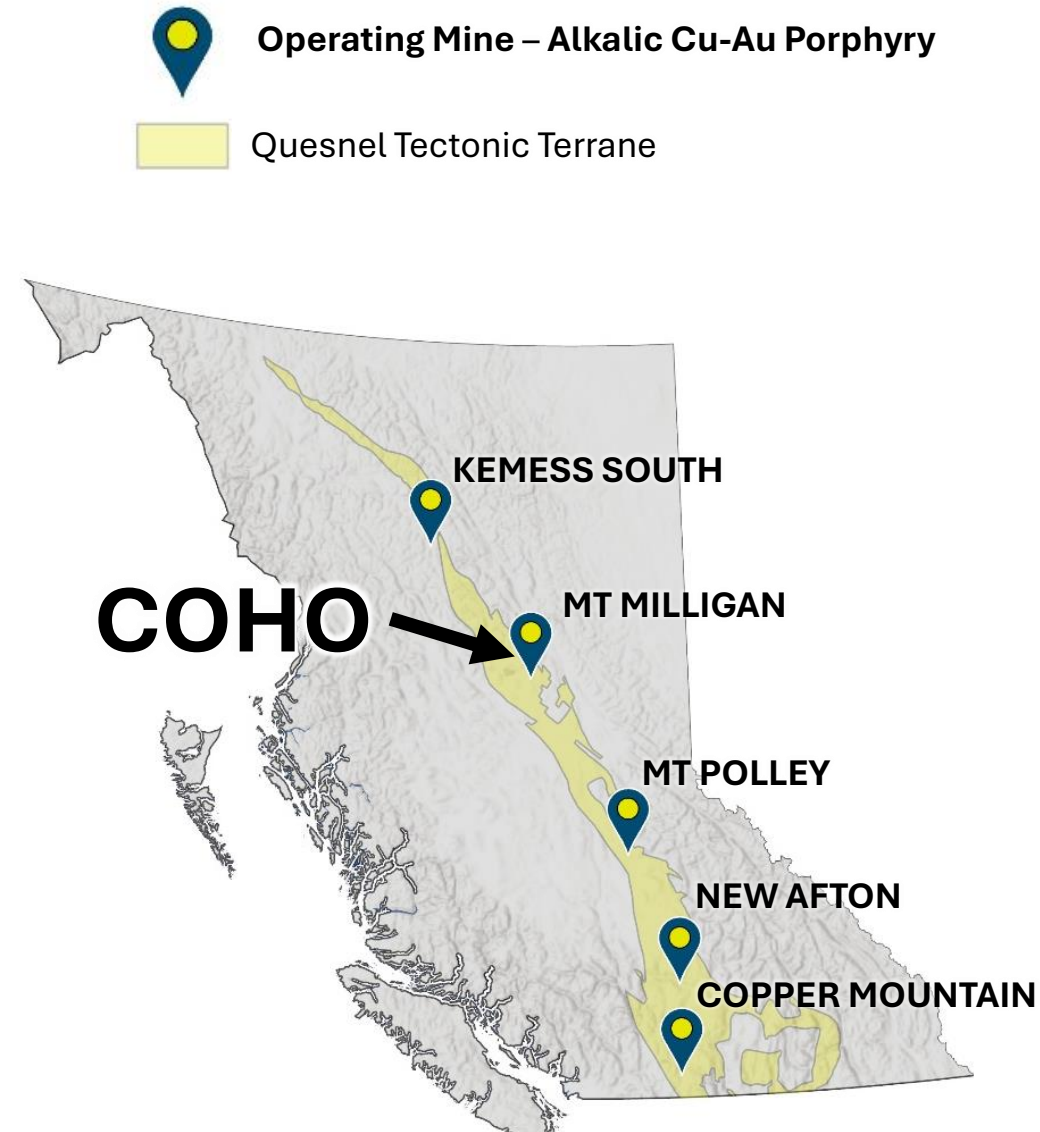 Operating Mine – Alkalic Cu-Au Porphyry
Quesnel Tectonic Terrane
KEMESS SOUTH
COHO
MT MILLIGAN
MT POLLEY
NEW AFTON
COPPER MOUNTAIN